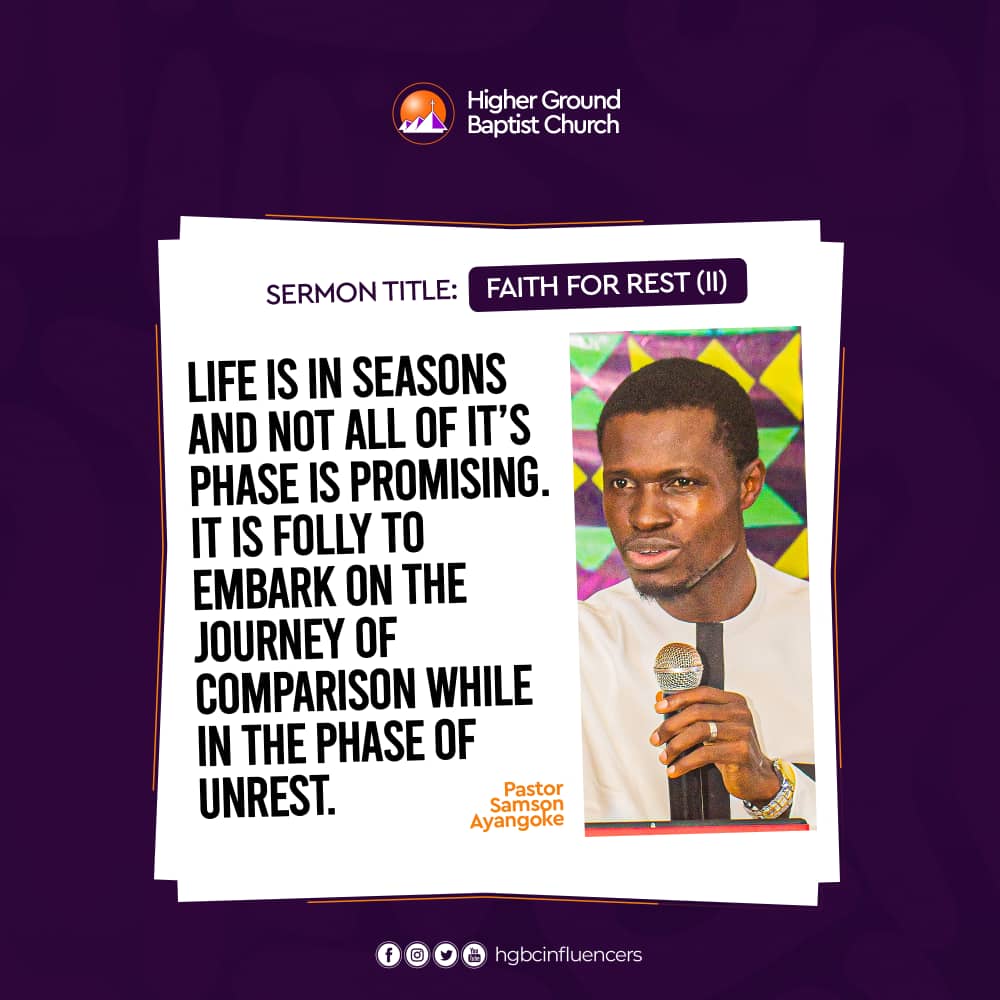 Higher Ground
Baptist Church
SERMON TITLE: FAITH FOR REST (II)
LIFE IS IN SEASONS
AND NOT ALL OF IT'S
PHASE IS PROMISING.
IT IS FOLLY TO
EMBARK ON THE
JOURNEY OF
COMPARISON WHILE
IN THE PHASE OF
UNREST.
Pastor
Samson
Ayangoke
hgbcinfluencers